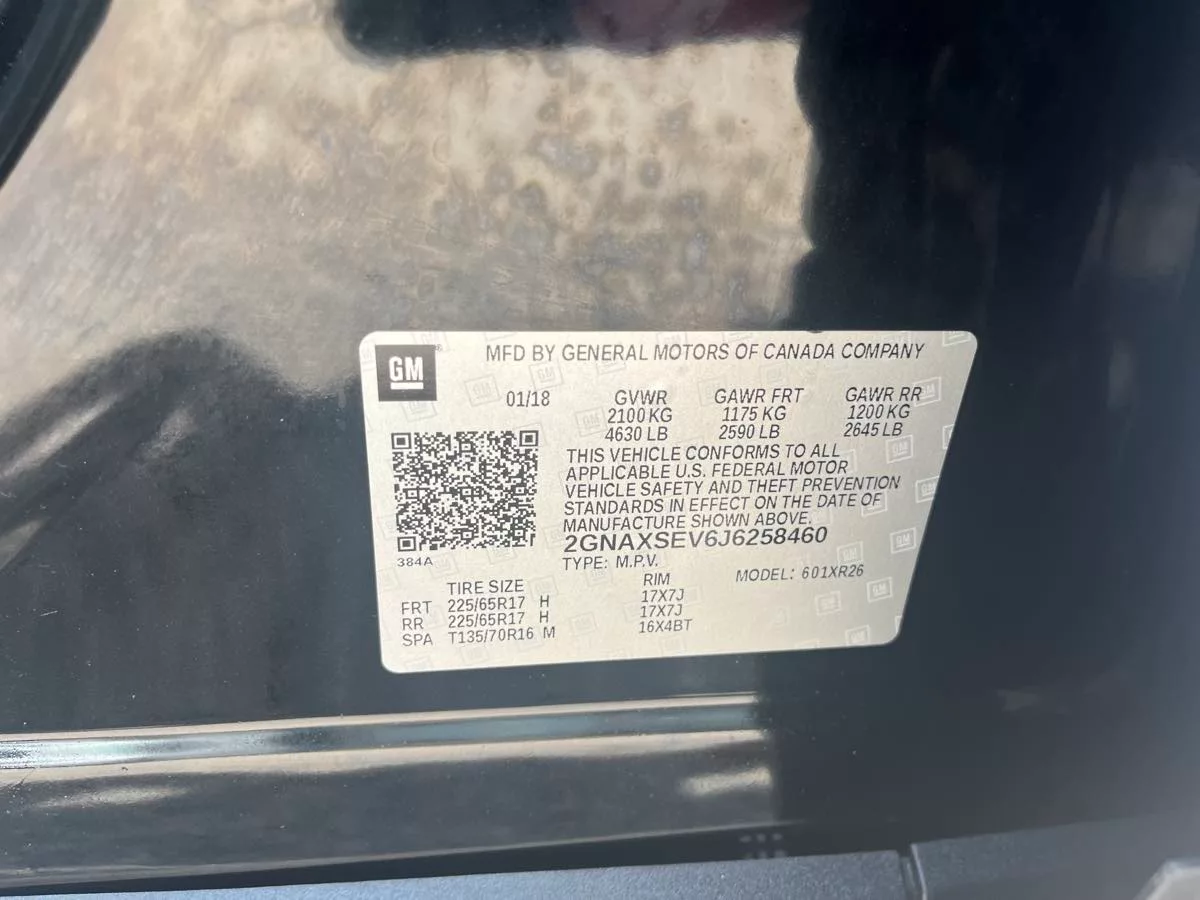 GM
MFD BY GENERAL MOTORS OF CANADA COMPANY
01/18 GVWR GAWR FRT GAWR RR
2100 KG 1175 KG 1200 KG
4630 LB 2590 LB 2645 LB
THIS VEHICLE CONFORMS TO ALL
APPLICABLE U.S. FEDERAL MOTOR
VEHICLE SAFETY AND THEFT PREVENTION
STANDARDS IN EFFECT ON THE DATE OF
MANUFACTURE SHOWN ABOVE.
2GNAXSEV6J6258460
384A
TYPE: M.P.V. MODEL: 601XR26
TIRE SIZE RIM
FRT 225/65R17 H 17X7J
RR 225/65R17 H 17X7J
SPA T135/70R16 M 16X4BT